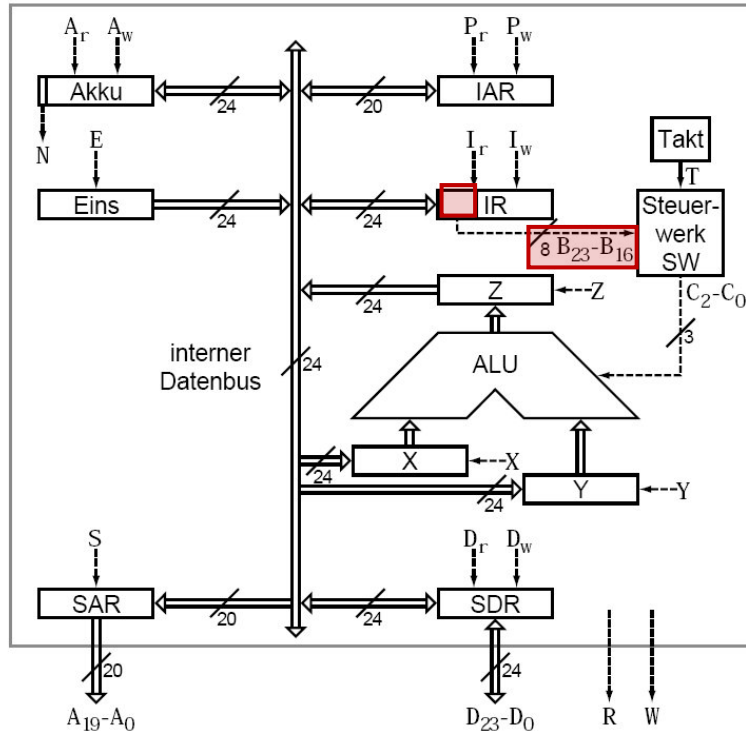 Ar Aw Pr Pw
Akku 24 20 IAR
N E Ir Iw Takt
T
Eins 24 24 IR Steuer-
werk
8 B23-B16 SW
24 Z Z C2-C0
3
interner
Datenbus 24 ALU
24 X X
24 Y Y
S Dr Dw
SAR 20 24 SDR
20 24
A19-A0 D23-D0 R W